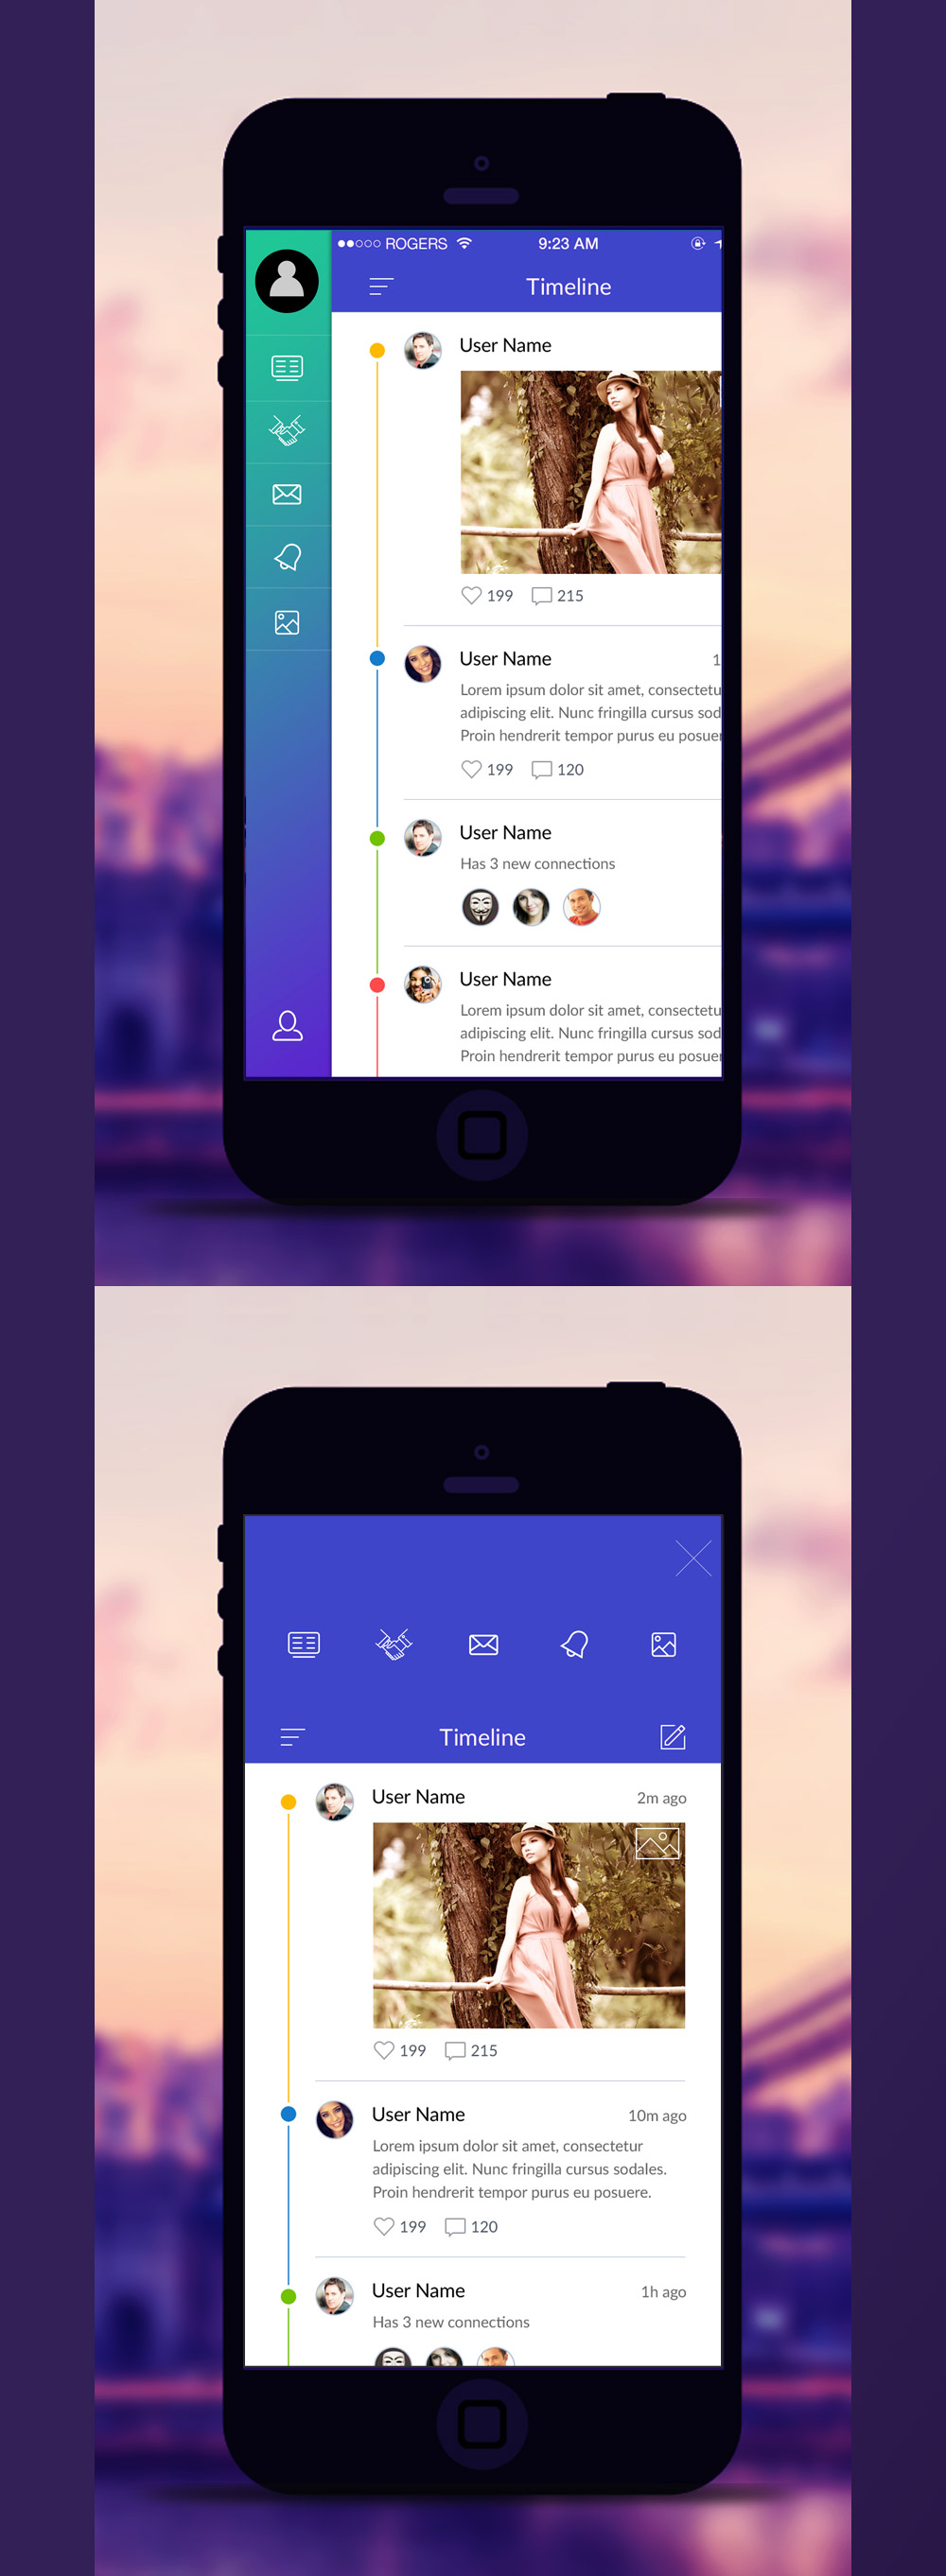 ROGERS 9:23 AM
Timeline
User Name
199 215
User Name 1
Lorem ipsum dolor sit amet, consectetu
adipiscing elit. Nunc fringilla cursus sod
Proin hendrerit tempor purus eu posuer
199 120
User Name
Has 3 new connections
User Name
Lorem ipsum dolor sit amet, consectetu
adipiscing elit. Nunc fringilla cursus sod
Proin hendrerit tempor purus eu posuer
Timeline
User Name 2m ago
199 215
User Name 10m ago
Lorem ipsum dolor sit amet, consectetur
adipiscing elit. Nunc fringilla cursus sodales.
Proin hendrerit tempor purus eu posuere.
199 120
User Name 1h ago
Has 3 new connections